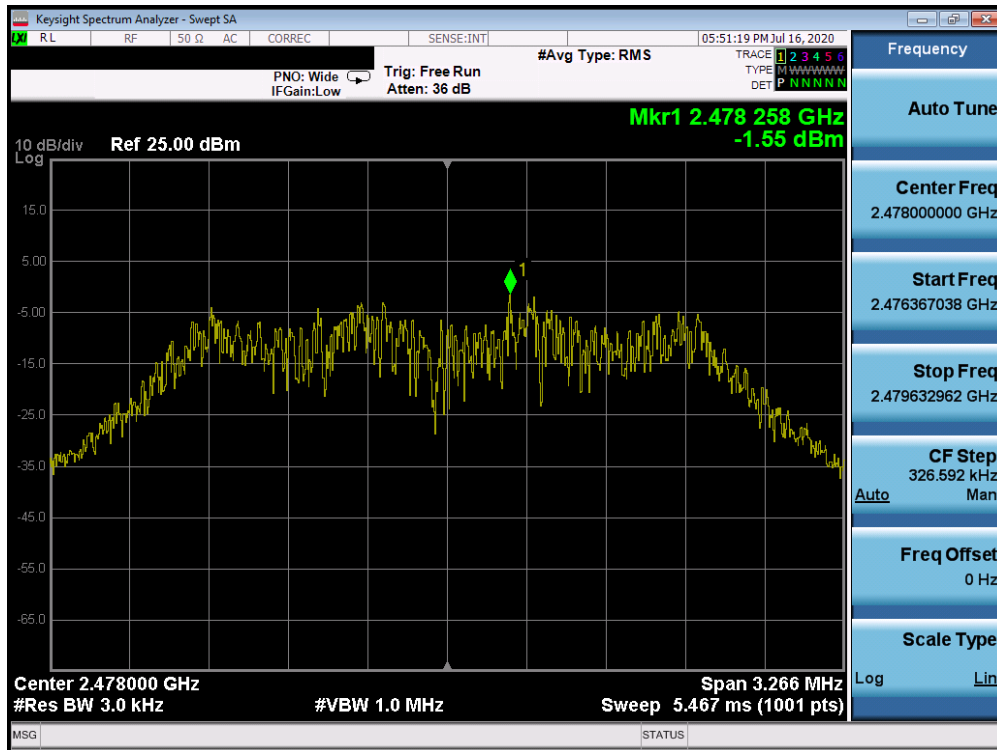 Keysight Spectrum Analyzer - Swept SA
LXI RL RF 50 Ω AC CORREC SENSE:INT 05:51:19 PM Jul 16, 2020
#Avg Type: RMS TRACE 1 2 3 4 5 6
PNO: Wide Trig: Free Run TYPE M W W W W W
IFGain:Low Atten: 36 dB DET P N N N N N
Mkr1 2.478 258 GHz
-1.55 dBm
10 dB/div Ref 25.00 dBm
Log
15.0
5.00
1
-5.00
-15.0
-25.0
-35.0
-45.0
-55.0
-65.0
Center 2.478000 GHz Span 3.266 MHz
#Res BW 3.0 kHz #VBW 1.0 MHz Sweep 5.467 ms (1001 pts)
MSG STATUS
Frequency
Auto Tune
Center Freq
2.478000000 GHz
Start Freq
2.476367038 GHz
Stop Freq
2.479632962 GHz
CF Step
326.592 kHz
Auto Man
Freq Offset
0 Hz
Scale Type
Log Lin